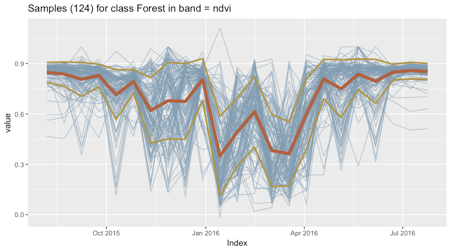 Samples (124) for class Forest in band = ndvi
value
0.9
0.6
0.3
0.0
Oct 2015
Jan 2016
Apr 2016
Jul 2016
Index